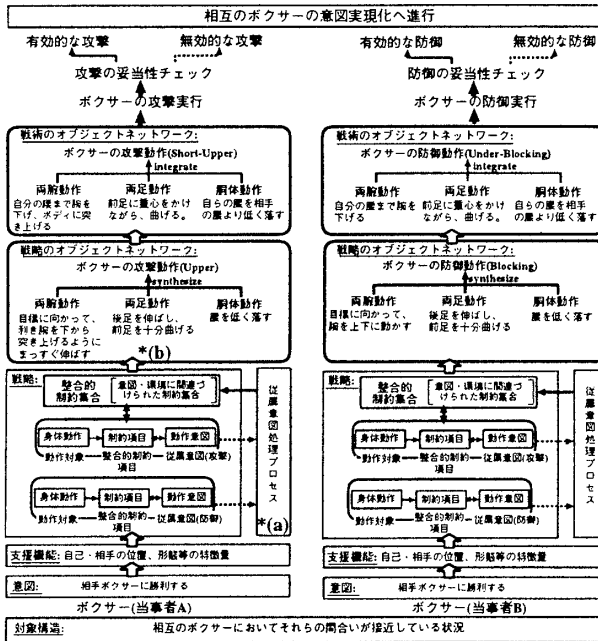 相互のボクサーの意図実現化へ進行
有効的な攻撃 無効的な攻撃
攻撃の妥当性チェック
ボクサーの攻撃実行
戦術のオブジェクトネットワーク:
ボクサーの攻撃動作(Short-Upper)
integrate
両腕動作 両足動作 胴体動作
自分の腰まで腕を
下げ、ボディに突
き上げる
前足に重心をかけ
ながら、曲げる。
自らの腰を相手
の腰より低く落す
戦略のオブジェクトネットワーク:
ボクサーの攻撃動作(Upper)
synthesize
両腕動作 両足動作 胴体動作
目標に向かって、
利き腕を下から
突き上げるように
まっすぐ伸ばす
後足を伸ばし、
前足を十分曲げる
腰を低く落す
*(b)
戦略:
整合的
制約集合
意図・環境に関連づ
けられた制約集合
身体動作 制約項目 動作意図
動作対象 整合的制約 従属意図(攻撃)
項目
身体動作 制約項目 動作意図
動作対象 整合的制約 従属意図(防御)
項目
従属意図処理プロセス
*(a)
支援機能: 自己・相手の位置、形態等の特徴量
意図: 相手ボクサーに勝利する
ボクサー(当事者A)
有効的な防御 無効的な防御
防御の妥当性チェック
ボクサーの防御実行
戦術のオブジェクトネットワーク:
ボクサーの防御動作(Under-Blocking)
integrate
両腕動作 両足動作 胴体動作
自分の腰まで腕を
下げる
前足に重心をかけ
ながら、曲げる。
自らの腰を相手
の腰より低く落す
戦略のオブジェクトネットワーク:
ボクサーの防御動作(Blocking)
synthesize
両腕動作 両足動作 胴体動作
目標に向かって、
腕を上下に動かす
後足を伸ばし、
前足を十分曲げる
腰を低く落す
戦略:
整合的
制約集合
意図・環境に関連づ
けられた制約集合
身体動作 制約項目 動作意図
動作対象 整合的制約 従属意図(攻撃)
項目
身体動作 制約項目 動作意図
動作対象 整合的制約 従属意図(防御)
項目
従属意図処理プロセス
支援機能: 自己・相手の位置、形態等の特徴量
意図: 相手ボクサーに勝利する
ボクサー(当事者B)
対象構造: 相互のボクサーにおいてそれらの間合いが接近している状況